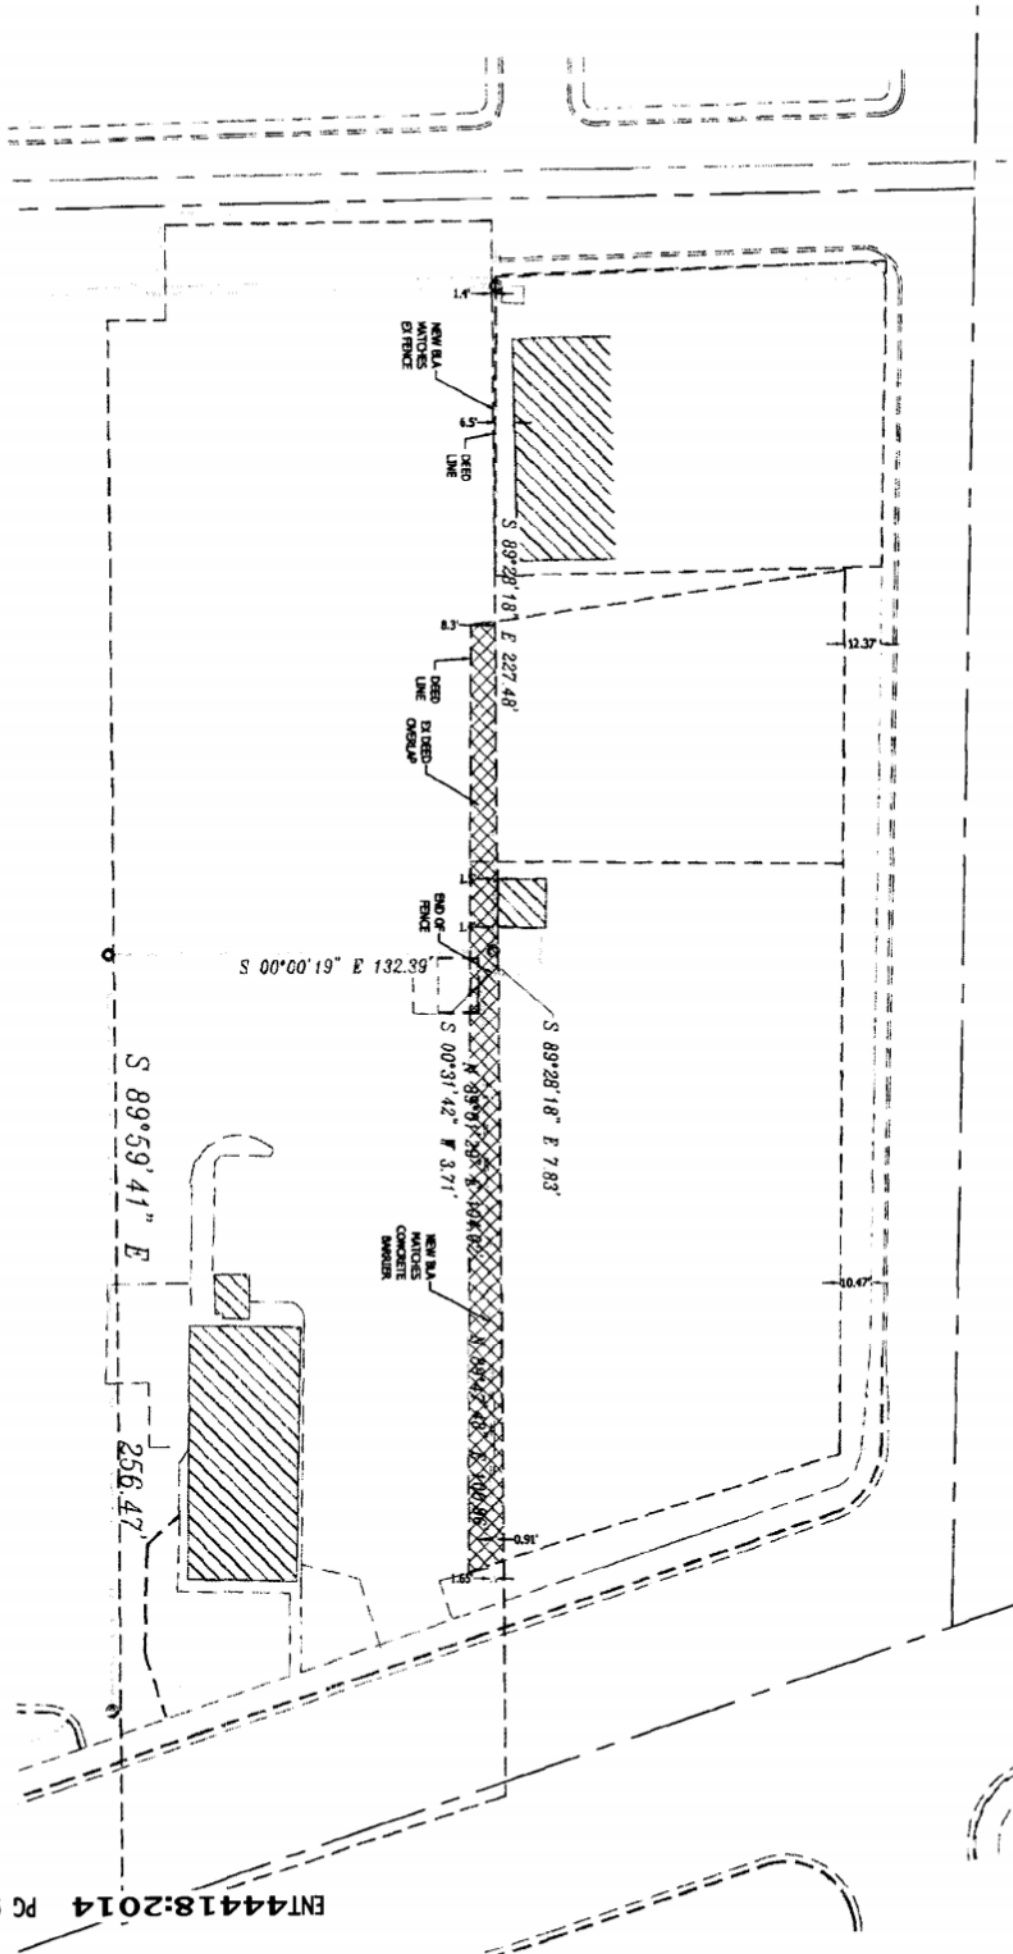 1.4'
NEW BLA
MATCHES
EX FENCE
6.5'
DEED
LINE
S 89°28'18" E 227.48'
8.3'
12.37'
DEED
LINE
EX DEED
OVERLAP
END OF
FENCE
S 00°00'19" E 132.39'
S 89°28'18" E 7.83'
S 00°31'42" W 3.71'
S 89°59'41" E
256.47'
NEW BLA
MATCHES
CONCRETE
BARRIER
10.47'
0.91'
1.65'
ENT44418:2014 PG